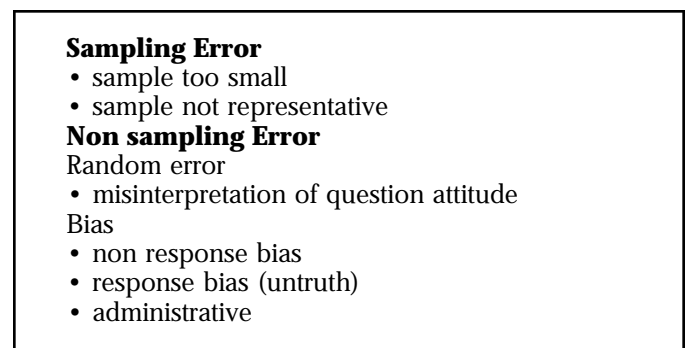 Sampling Error
• sample too small
• sample not representative
Non sampling Error
Random error
• misinterpretation of question attitude
Bias
• non response bias
• response bias (untruth)
• administrative